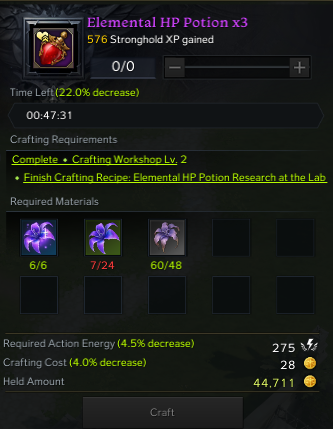 Elemental HP Potion x3
576 Stronghold XP gained
0/0
Time Left(22.0% decrease)
00:47:31
Crafting Requirements
Complete • Crafting Workshop Lv. 2
• Finish Crafting Recipe: Elemental HP Potion Research at the Lab
Required Materials
6/6 7/24 60/48
Required Action Energy (4.5% decrease) 275
Crafting Cost (4.0% decrease) 28
Held Amount 44,711
Craft